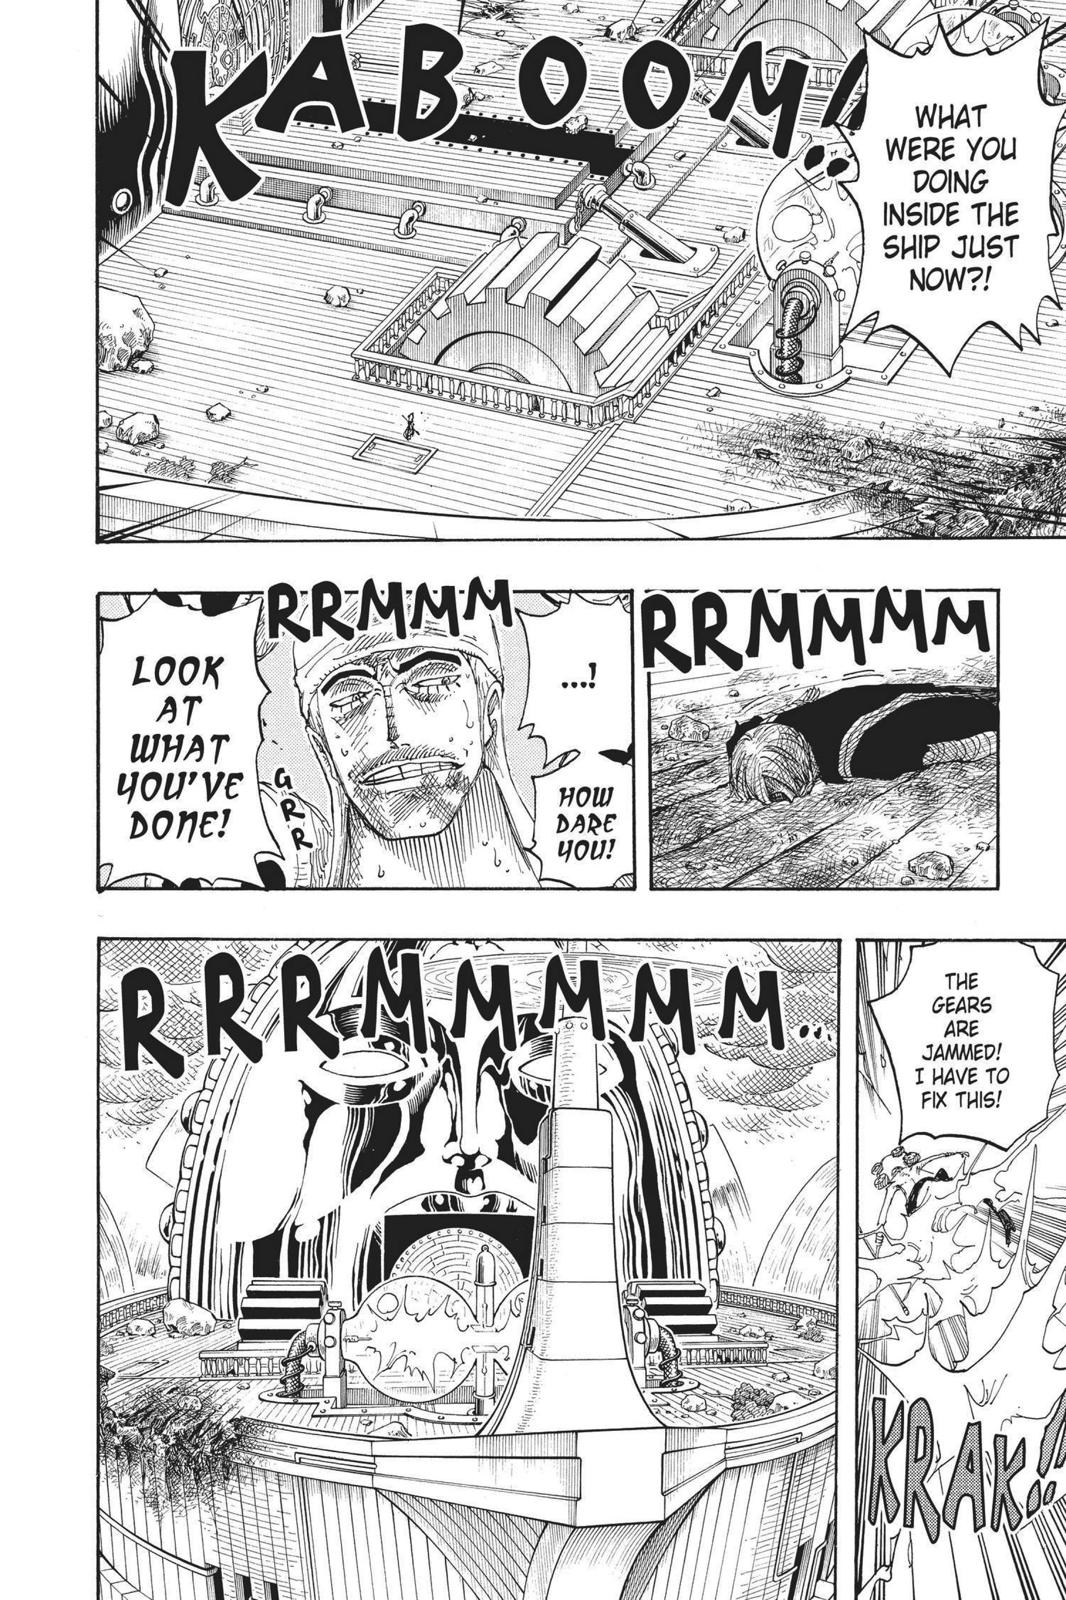 WHAT
WERE YOU
DOING
INSIDE THE
SHIP JUST
NOW?!
KABOOM!
RRMMMM
...!
HOW
DARE
YOU!
RRMMM
GRR
LOOK
AT
WHAT
YOU'VE
DONE!
THE
GEARS
ARE
JAMMED!
I HAVE TO
FIX THIS!
KRAK!!
RRRMMMMM...